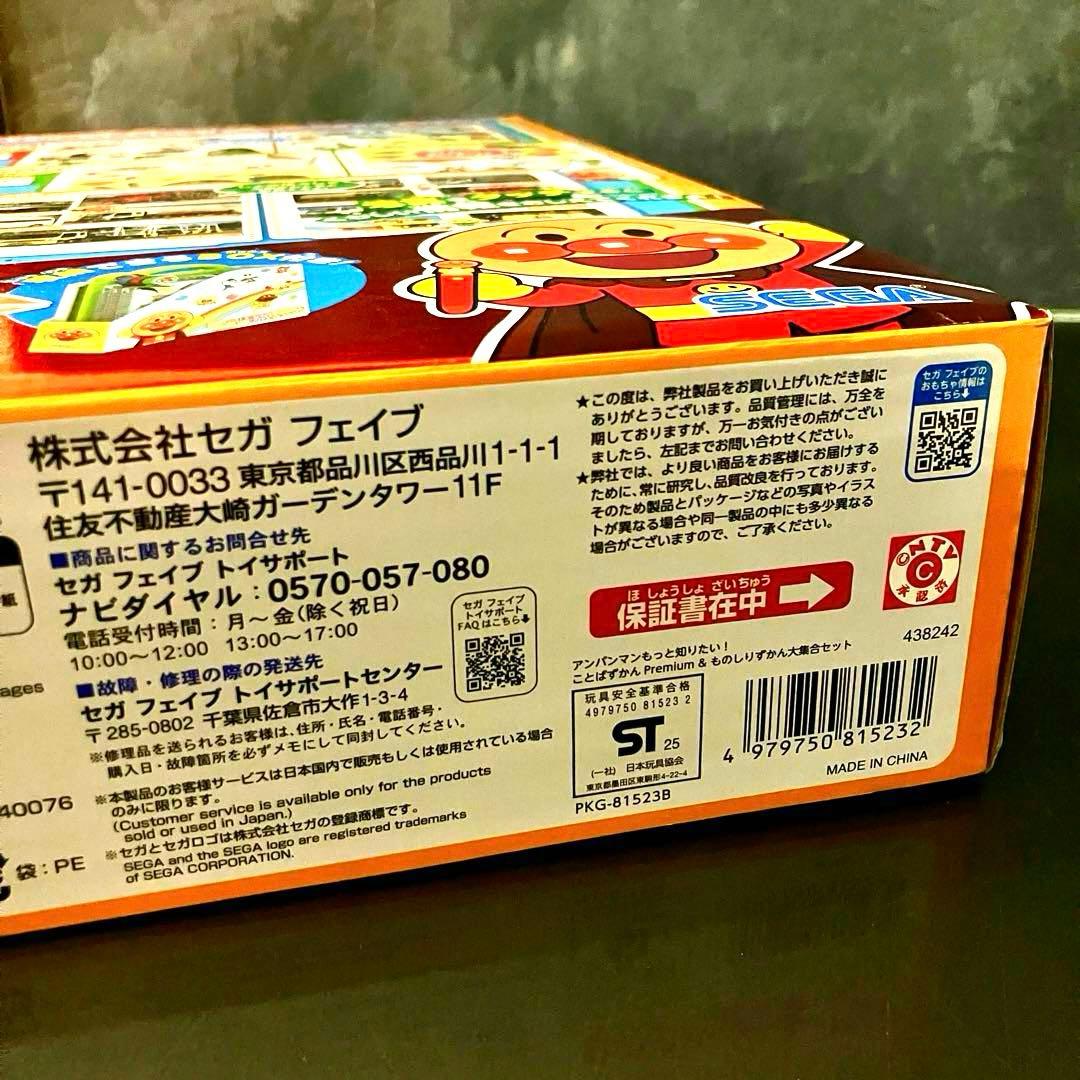 SEGA
株式会社セガ フェイブ
〒141-0033 東京都品川区西品川1-1-1
住友不動産大崎ガーデンタワー11F
■商品に関するお問合せ先
セガ フェイブ トイサポート
ナビダイヤル：0570-057-080
電話受付時間：月〜金(除く祝日)
10:00〜12:00 13:00〜17:00
■故障・修理の際の発送先
セガ フェイブ トイサポートセンター
〒285-0802 千葉県佐倉市大作1-3-4
※修理品を送られるお客様は、住所・氏名・電話番号・
購入日・故障箇所を必ずメモにして同封してください。
※本製品のお客様サービスは日本国内で販売もしくは使用されている場合
のみに限ります。
(Customer service is available only for the products
sold or used in Japan.)
※セガとセガロゴは株式会社セガの登録商標です。
SEGA and the SEGA logo are registered trademarks
of SEGA CORPORATION.
ages
40076
袋：PE
セガ フェイブ
トイサポート
FAQはこちら
★この度は、弊社製品をお買い上げいただき誠に
ありがとうございます。品質管理には、万全を
期しておりますが、万一お気付きの点がござい
ましたら、左記までお問い合わせください。
★弊社では、より良い商品をお客様にお届けする
ために、常に研究し、品質改良を行っております。
そのため製品とパッケージなどの写真やイラス
トが異なる場合や同一製品の中にも多少異なる
場合がございますので、ご了承ください。
セガ フェイブの
おもちゃ情報は
こちら
ほしょうしょ ざいちゅう
保証書在中
NTV
C
承認
438242
アンパンマンもっと知りたい！
ことばずかん Premium & ものしりずかん大集合セット
玩具安全基準合格
4979750 81523 2
ST 25
(一社) 日本玩具協会
東京都墨田区東駒形4-22-4
PKG-81523B
4 979750 815232
MADE IN CHINA